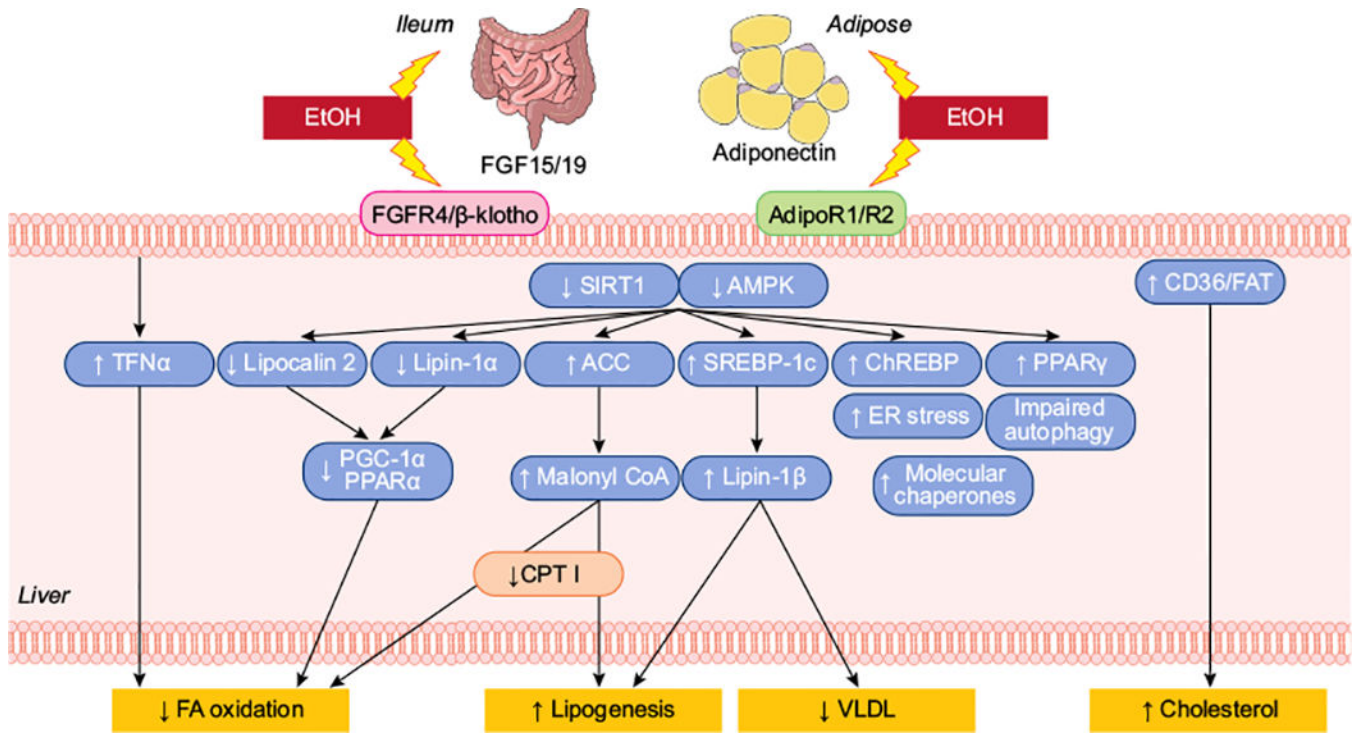 Ileum
Adipose
EtOH
EtOH
FGF15/19
Adiponectin
FGFR4/β-klotho
AdipoR1/R2
↓ SIRT1
↓ AMPK
↑ CD36/FAT
↑ TFNα
↓ Lipocalin 2
↓ Lipin-1α
↑ ACC
↑ SREBP-1c
↑ ChREBP
↑ PPARγ
↑ ER stress
Impaired
autophagy
↓ PGC-1α
PPARα
↑ Malonyl CoA
↑ Lipin-1β
↑ Molecular
chaperones
↓CPT I
Liver
↓ FA oxidation
↑ Lipogenesis
↓ VLDL
↑ Cholesterol